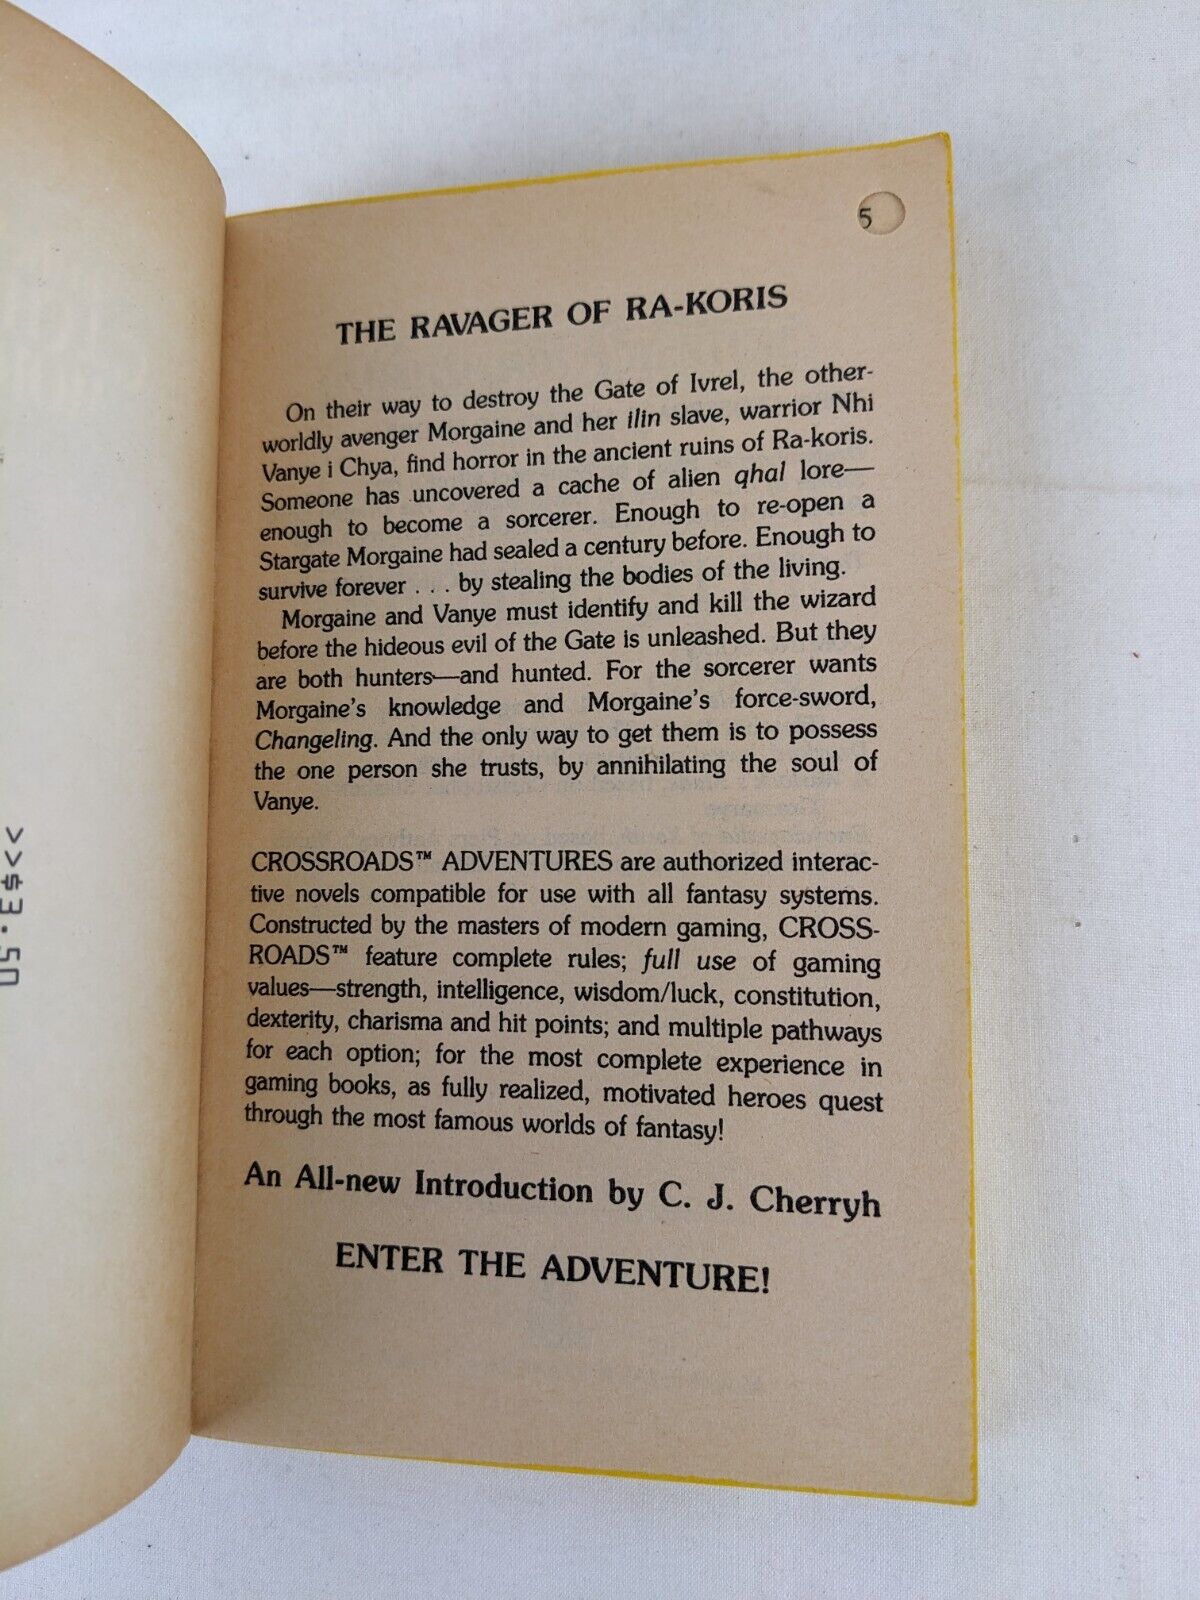 5
THE RAVAGER OF RA-KORIS
On their way to destroy the Gate of Ivrel, the other-
worldly avenger Morgaine and her ilin slave, warrior Nhi
Vanye i Chya, find horror in the ancient ruins of Ra-koris.
Someone has uncovered a cache of alien qhal lore—
enough to become a sorcerer. Enough to re-open a
Stargate Morgaine had sealed a century before. Enough to
survive forever . . . by stealing the bodies of the living.
Morgaine and Vanye must identify and kill the wizard
before the hideous evil of the Gate is unleashed. But they
are both hunters—and hunted. For the sorcerer wants
Morgaine's knowledge and Morgaine's force-sword,
Changeling. And the only way to get them is to possess
the one person she trusts, by annihilating the soul of
Vanye.
CROSSROADS™ ADVENTURES are authorized interac-
tive novels compatible for use with all fantasy systems.
Constructed by the masters of modern gaming, CROSS-
ROADS™ feature complete rules; full use of gaming
values—strength, intelligence, wisdom/luck, constitution,
dexterity, charisma and hit points; and multiple pathways
for each option; for the most complete experience in
gaming books, as fully realized, motivated heroes quest
through the most famous worlds of fantasy!
An All-new Introduction by C. J. Cherryh
ENTER THE ADVENTURE!
>>$3.50